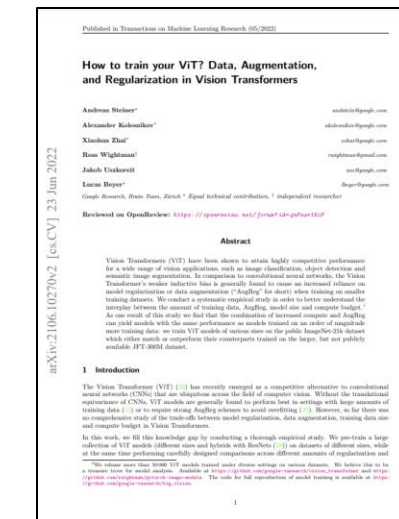 Published in Transactions on Machine Learning Research (05/2022)
How to train your ViT? Data, Augmentation,
and Regularization in Vision Transformers
Andreas Steiner*
Alexander Kolesnikov*
Xiaohua Zhai*
Ross Wightman†
Jakob Uszkoreit
Lucas Beyer*
Google Research, Brain Team, Zürich * Equal technical contribution, † independent researcher
Reviewed on OpenReview:
Abstract
Vision Transformers (ViT) have been shown to attain highly competitive performance
for a wide range of vision applications, such as image classification, object detection and
semantic image segmentation. In comparison to convolutional neural networks, the Vision
Transformer's weaker inductive bias is generally found to cause an increased reliance on
model regularization or data augmentation ("AugReg" for short) when training on smaller
training datasets. We conduct a systematic empirical study in order to better understand the
interplay between the amount of training data, AugReg, model size and compute budget.
As one result of this study we find that the combination of increased compute and AugReg
can yield models with the same performance as models trained on an order of magnitude
more training data: we train ViT models of various sizes on the public ImageNet-21k dataset
which either match or outperform their counterparts trained on the larger, but not publicly
available JFT-300M dataset.
1 Introduction
The Vision Transformer (ViT) has recently emerged as a competitive alternative to convolutional
neural networks (CNNs) that are ubiquitous across the field of computer vision. Without the translational
equivariance of CNNs, ViT models are generally found to perform best in settings with large amounts of
training data or to require strong AugReg schemes to avoid overfitting. However, so far there was
no comprehensive study of the trade-offs between model regularization, data augmentation, training data size
and compute budget in Vision Transformers.
In this work, we fill this knowledge gap by conducting a thorough empirical study. We pre-train a large
collection of ViT models (different sizes and hybrids with ResNets) on datasets of different sizes, while
at the same time performing carefully designed comparisons across different amounts of regularization and
1
arXiv:2106.10270v2 [cs.CV] 23 Jun 2022